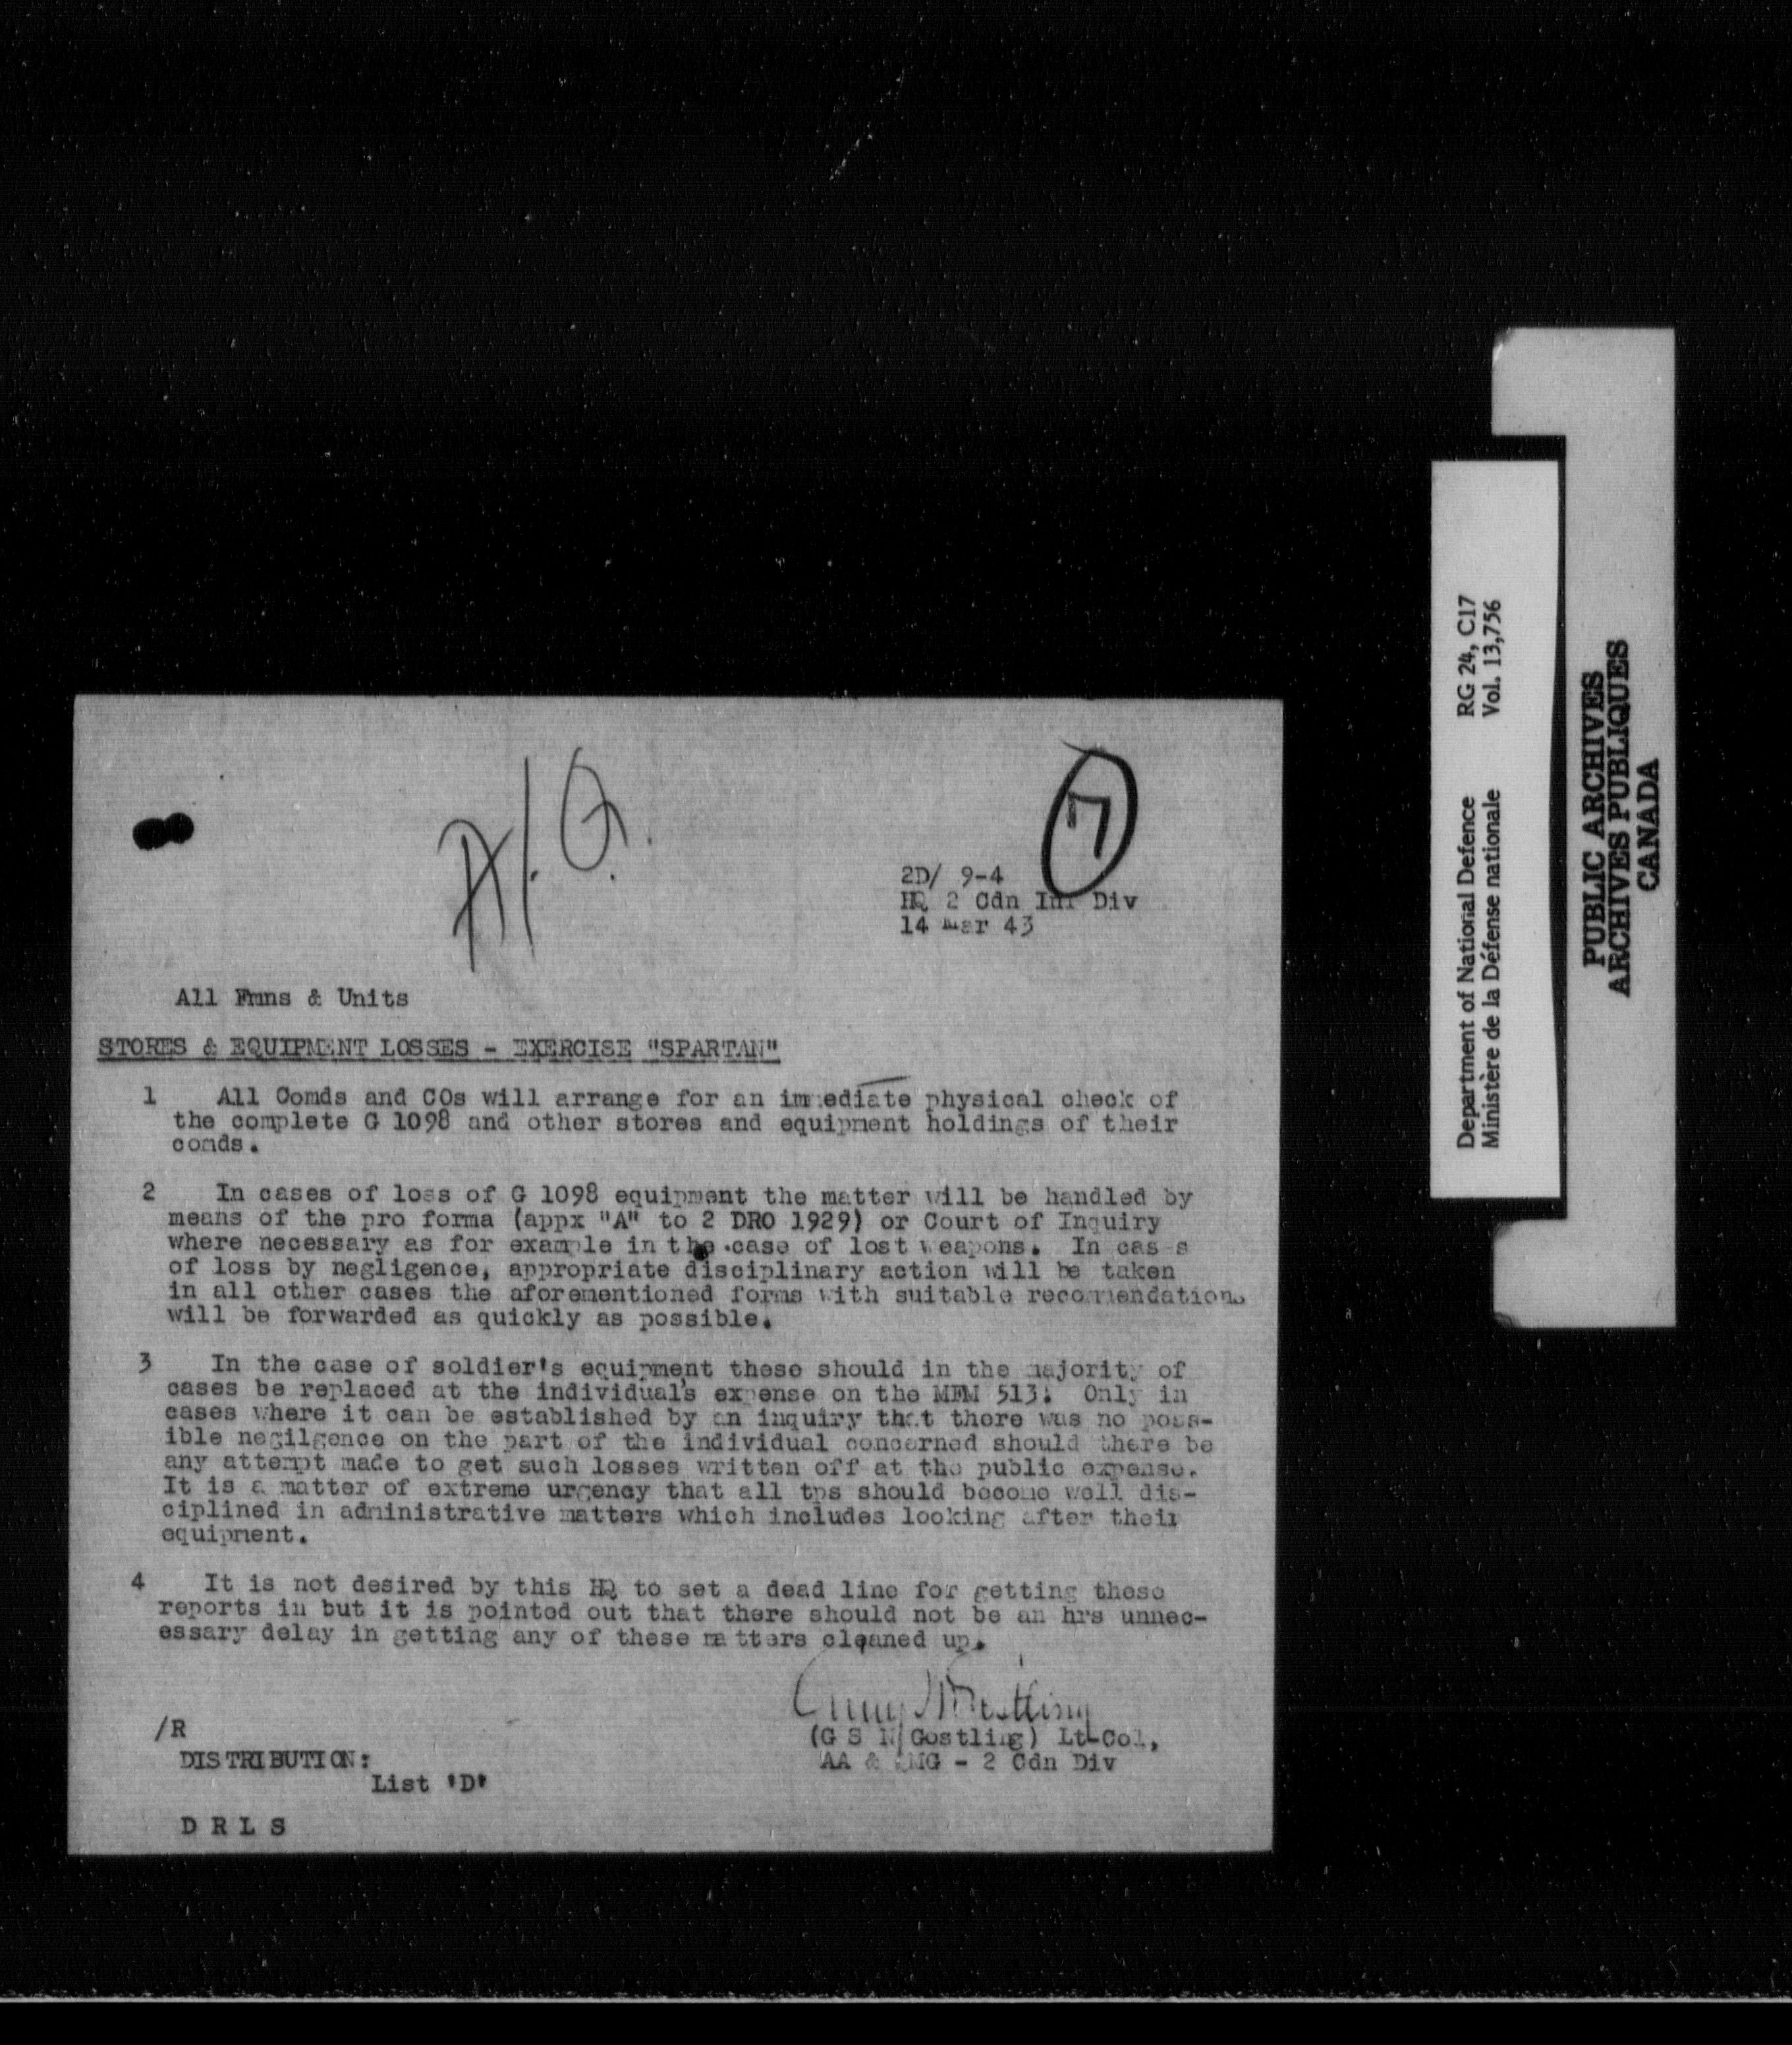 A/Q.
7
2D/ 9-4
HQ 2 Cdn Inf Div
14 Mar 43
All Fmns & Units
STORES & EQUIPMENT LOSSES - EXERCISE "SPARTAN"
1 All Comds and COs will arrange for an immediate physical check of
the complete G 1098 and other stores and equipment holdings of their
comds.
2 In cases of loss of G 1098 equipment the matter will be handled by
means of the pro forma (appx "A" to 2 DRO 1929) or Court of Inquiry
where necessary as for example in the case of lost weapons. In cases
of loss by negligence, appropriate disciplinary action will be taken
in all other cases the aforementioned forms with suitable recommendations
will be forwarded as quickly as possible.
3 In the case of soldier's equipment these should in the majority of
cases be replaced at the individual's expense on the MFM 513. Only in
cases where it can be established by an inquiry that there was no poss-
ible negilgence on the part of the individual concerned should there be
any attempt made to get such losses written off at the public expense.
It is a matter of extreme urgency that all tps should become well dis-
ciplined in administrative matters which includes looking after their
equipment.
4 It is not desired by this HQ to set a dead line for getting these
reports in but it is pointed out that there should not be an hrs unnec-
essary delay in getting any of these matters cleaned up.
/R
(G S N Gostling) Lt-Col,
AA & QMG - 2 Cdn Div
DISTRIBUTION:
List 'D'
D R L S
Department of National Defence RG 24, C17
Ministère de la Défense nationale Vol. 13,756
PUBLIC ARCHIVES
ARCHIVES PUBLIQUES
CANADA